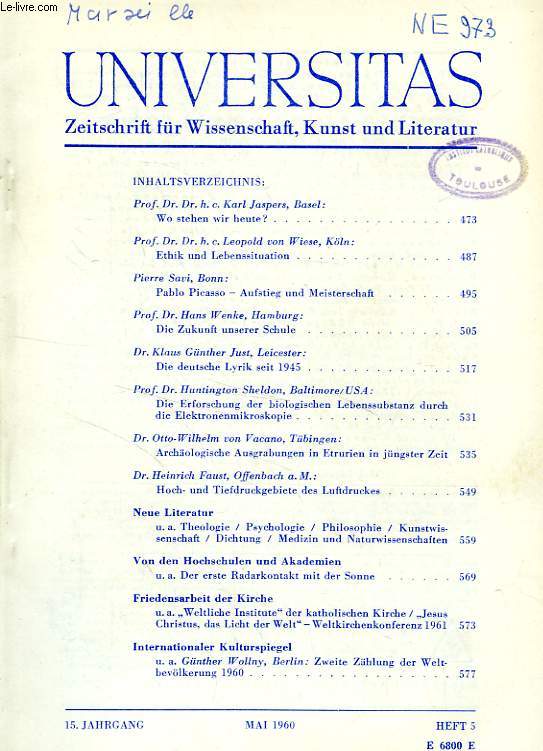 Le-livre.com
Marseille
NE 973
UNIVERSITAS
Zeitschrift für Wissenschaft, Kunst und Literatur
TOULOUSE
INHALTSVERZEICHNIS:
Prof. Dr. Dr. h. c. Karl Jaspers, Basel:
Wo stehen wir heute? . . . . . . . . . . . . . . . 473
Prof. Dr. Dr. h. c. Leopold von Wiese, Köln:
Ethik und Lebenssituation . . . . . . . . . . . . . 487
Pierre Savi, Bonn:
Pablo Picasso – Aufstieg und Meisterschaft . . . . . . 495
Prof. Dr. Hans Wenke, Hamburg:
Die Zukunft unserer Schule . . . . . . . . . . . . 505
Dr. Klaus Günther Just, Leicester:
Die deutsche Lyrik seit 1945 . . . . . . . . . . . . 517
Prof. Dr. Huntington Sheldon, Baltimore/USA:
Die Erforschung der biologischen Lebenssubstanz durch
die Elektronenmikroskopie . . . . . . . . . . . . . 531
Dr. Otto-Wilhelm von Vacano, Tübingen:
Archäologische Ausgrabungen in Etrurien in jüngster Zeit 535
Dr. Heinrich Faust, Offenbach a. M.:
Hoch- und Tiefdruckgebiete des Luftdruckes . . . . . . 549
Neue Literatur
u. a. Theologie / Psychologie / Philosophie / Kunstwis-
senschaft / Dichtung / Medizin und Naturwissenschaften 559
Von den Hochschulen und Akademien
u. a. Der erste Radarkontakt mit der Sonne . . . . . . 569
Friedensarbeit der Kirche
u. a. „Weltliche Institute“ der katholischen Kirche / „Jesus
Christus, das Licht der Welt“ – Weltkirchenkonferenz 1961 573
Internationaler Kulturspiegel
u. a. Günther Wollny, Berlin: Zweite Zählung der Welt-
bevölkerung 1960 . . . . . . . . . . . . . . . . . 577
15. JAHRGANG MAI 1960 HEFT 5
E 6800 E